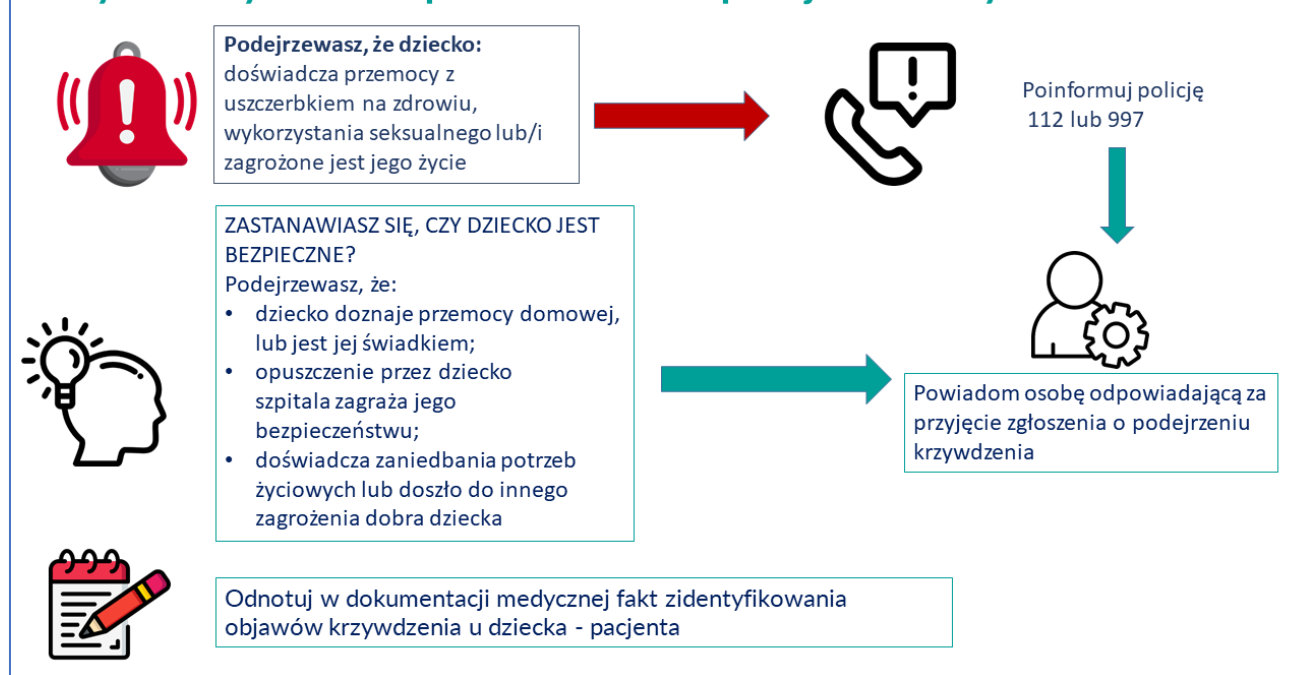 Podejrzewasz, że dziecko:
doświadcza przemocy z
uszczerbkiem na zdrowiu,
wykorzystania seksualnego lub/i
zagrożone jest jego życie
Poinformuj policję
112 lub 997
ZASTANAWIASZ SIĘ, CZY DZIECKO JEST
BEZPIECZNE?
Podejrzewasz, że:
• dziecko doznaje przemocy domowej,
lub jest jej świadkiem;
• opuszczenie przez dziecko
szpitala zagraża jego
bezpieczeństwu;
• doświadcza zaniedbania potrzeb
życiowych lub doszło do innego
zagrożenia dobra dziecka
Powiadom osobę odpowiadającą za
przyjęcie zgłoszenia o podejrzeniu
krzywdzenia
Odnotuj w dokumentacji medycznej fakt zidentyfikowania
objawów krzywdzenia u dziecka - pacjenta